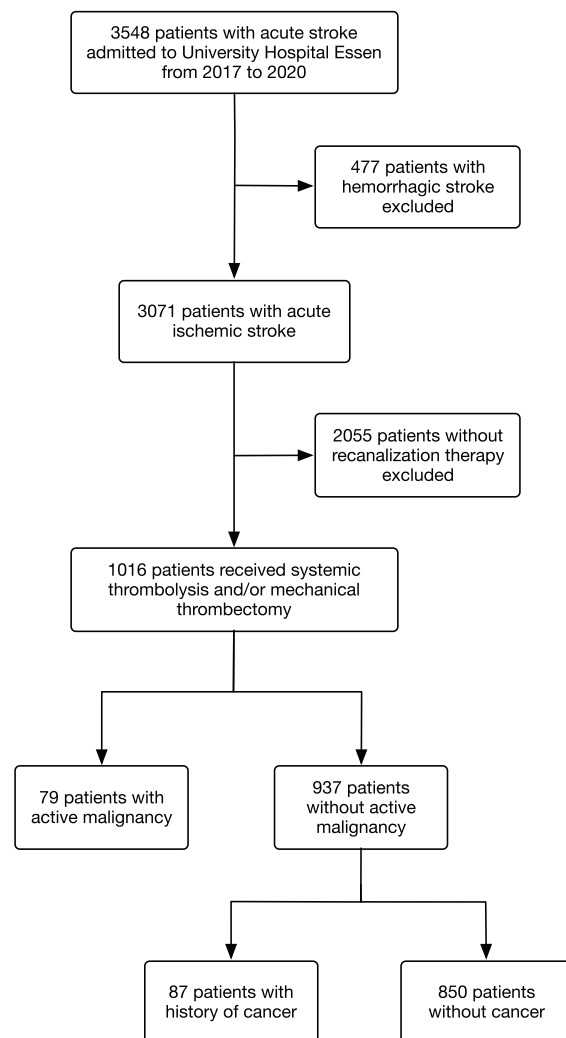 3548 patients with acute stroke
admitted to University Hospital Essen
from 2017 to 2020
477 patients with
hemorrhagic stroke
excluded
3071 patients with acute
ischemic stroke
2055 patients without
recanalization therapy
excluded
1016 patients received systemic
thrombolysis and/or mechanical
thrombectomy
79 patients with
active malignancy
937 patients
without active
malignancy
87 patients with
history of cancer
850 patients
without cancer